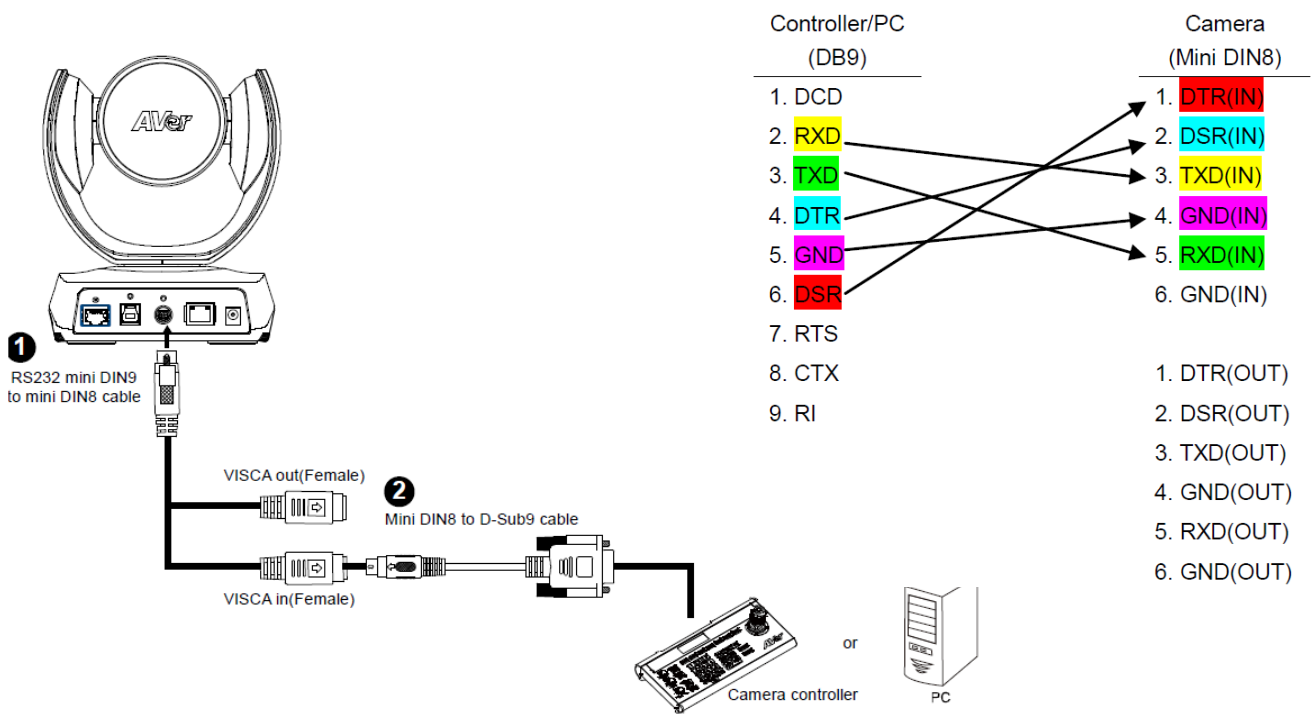 AVer
1
RS232 mini DIN9
to mini DIN8 cable
VISCA out(Female)
2
Mini DIN8 to D-Sub9 cable
VISCA in(Female)
AVer
Camera controller
or
PC
Controller/PC
(DB9)
1. DCD
2. RXD
3. TXD
4. DTR
5. GND
6. DSR
7. RTS
8. CTX
9. RI
Camera
(Mini DIN8)
1. DTR(IN)
2. DSR(IN)
3. TXD(IN)
4. GND(IN)
5. RXD(IN)
6. GND(IN)
1. DTR(OUT)
2. DSR(OUT)
3. TXD(OUT)
4. GND(OUT)
5. RXD(OUT)
6. GND(OUT)